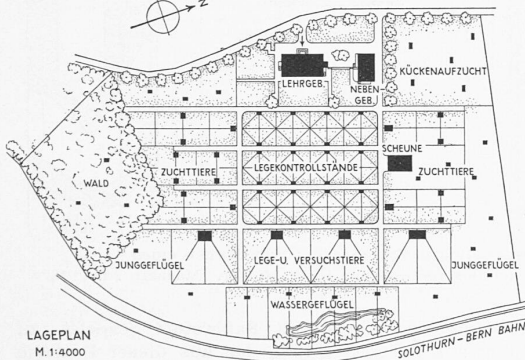 N
KÜCKENAUFZUCHT
LEHRGEB.
NEBEN-
GEB.
SCHEUNE
ZUCHTTIERE
LEGEKONTROLLSTÄNDE
ZUCHTTIERE
WALD
JUNGGEFLÜGEL
LEGE-U. VERSUCHSTIERE
JUNGGEFLÜGEL
WASSERGEFLÜGEL
LAGEPLAN
M. 1:4000
SOLOTHURN-BERN BAHN